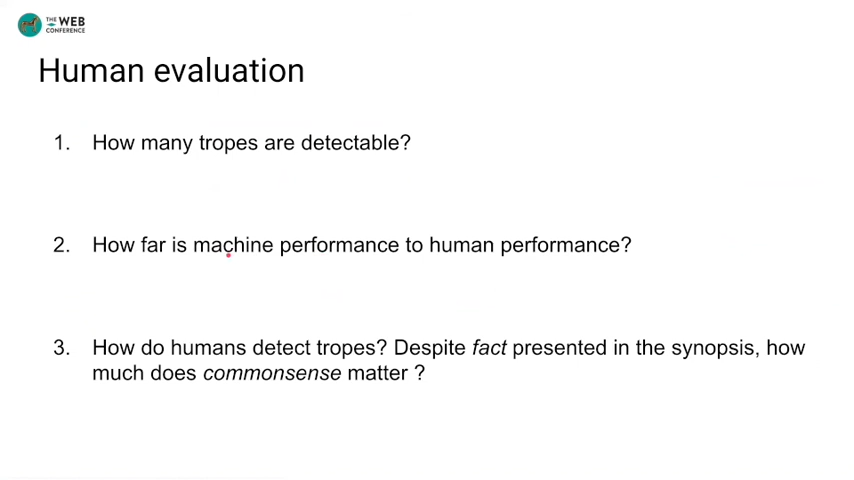 THE WEB
CONFERENCE
Human evaluation
1. How many tropes are detectable?
2. How far is machine performance to human performance?
3. How do humans detect tropes? Despite fact presented in the synopsis, how
much does commonsense matter ?